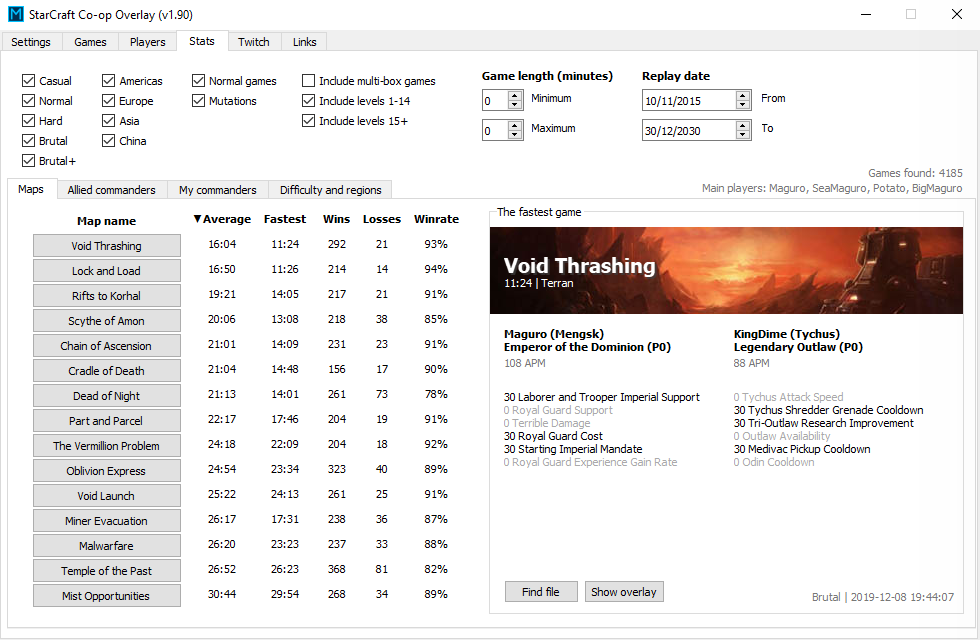 StarCraft Co-op Overlay (v1.90)
Settings Games Players Stats Twitch Links
Casual Americas Normal games Include multi-box games
Normal Europe Mutations Include levels 1-14
Hard Asia Include levels 15+
Brutal China
Brutal+
Game length (minutes) Replay date
0 Minimum 10/11/2015 From
0 Maximum 30/12/2030 To
Games found: 4185
Main players: Maguro, SeaMaguro, Potato, BigMaguro
Maps Allied commanders My commanders Difficulty and regions
Map name ▼Average Fastest Wins Losses Winrate
Void Thrashing 16:04 11:24 292 21 93%
Lock and Load 16:50 11:26 214 14 94%
Rifts to Korhal 19:21 14:05 217 21 91%
Scythe of Amon 20:06 13:08 218 38 85%
Chain of Ascension 21:01 14:09 231 23 91%
Cradle of Death 21:04 14:48 156 17 90%
Dead of Night 21:13 14:01 261 73 78%
Part and Parcel 22:17 17:46 204 19 91%
The Vermillion Problem 24:18 22:09 204 18 92%
Oblivion Express 24:54 23:34 323 40 89%
Void Launch 25:22 24:13 261 25 91%
Miner Evacuation 26:17 17:31 238 36 87%
Malwarfare 26:20 23:23 237 33 88%
Temple of the Past 26:52 26:23 368 81 82%
Mist Opportunities 30:44 29:54 268 34 89%
The fastest game
Void Thrashing
11:24 | Terran
Maguro (Mengsk)
Emperor of the Dominion (P0)
108 APM
30 Laborer and Trooper Imperial Support
0 Royal Guard Support
0 Terrible Damage
30 Royal Guard Cost
30 Starting Imperial Mandate
0 Royal Guard Experience Gain Rate
KingDime (Tychus)
Legendary Outlaw (P0)
88 APM
0 Tychus Attack Speed
30 Tychus Shredder Grenade Cooldown
30 Tri-Outlaw Research Improvement
0 Outlaw Availability
30 Medivac Pickup Cooldown
0 Odin Cooldown
Find file Show overlay
Brutal | 2019-12-08 19:44:07